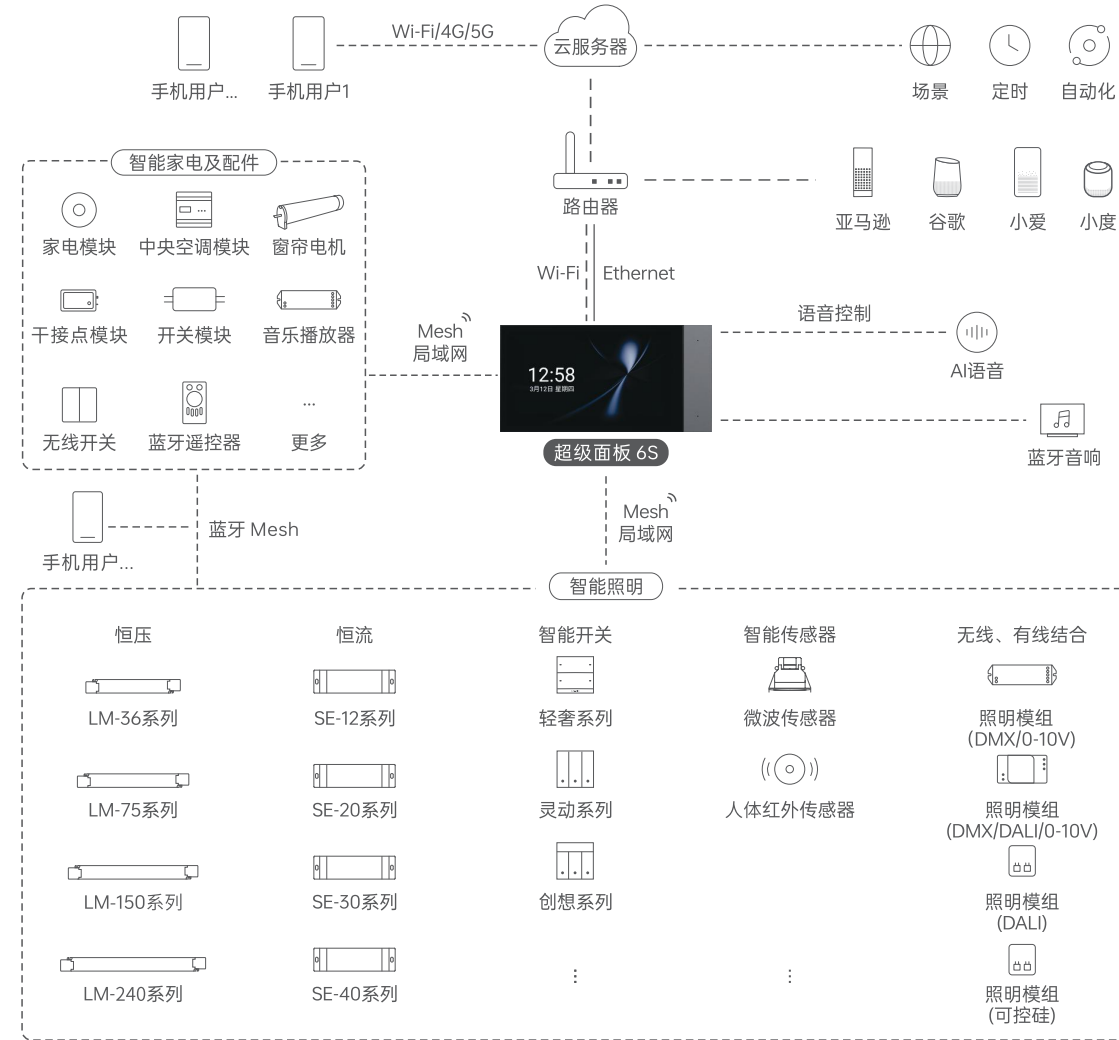 Wi-Fi/4G/5G
云服务器
手机用户...
手机用户1
场景
定时
自动化
智能家电及配件
路由器
亚马逊
谷歌
小爱
小度
家电模块
中央空调模块
窗帘电机
Wi-Fi
Ethernet
干接点模块
开关模块
音乐播放器
Mesh
局域网
12:58
3月12日 星期四
语音控制
AI语音
无线开关
蓝牙遥控器
...
更多
超级面板 6S
蓝牙音响
手机用户...
蓝牙 Mesh
Mesh
局域网
智能照明
恒压
LM-36系列
LM-75系列
LM-150系列
LM-240系列
恒流
SE-12系列
SE-20系列
SE-30系列
SE-40系列
智能开关
轻奢系列
灵动系列
创想系列
⋮
智能传感器
微波传感器
人体红外传感器
⋮
无线、有线结合
照明模组
(DMX/0-10V)
照明模组
(DMX/DALI/0-10V)
照明模组
(DALI)
照明模组
(可控硅)